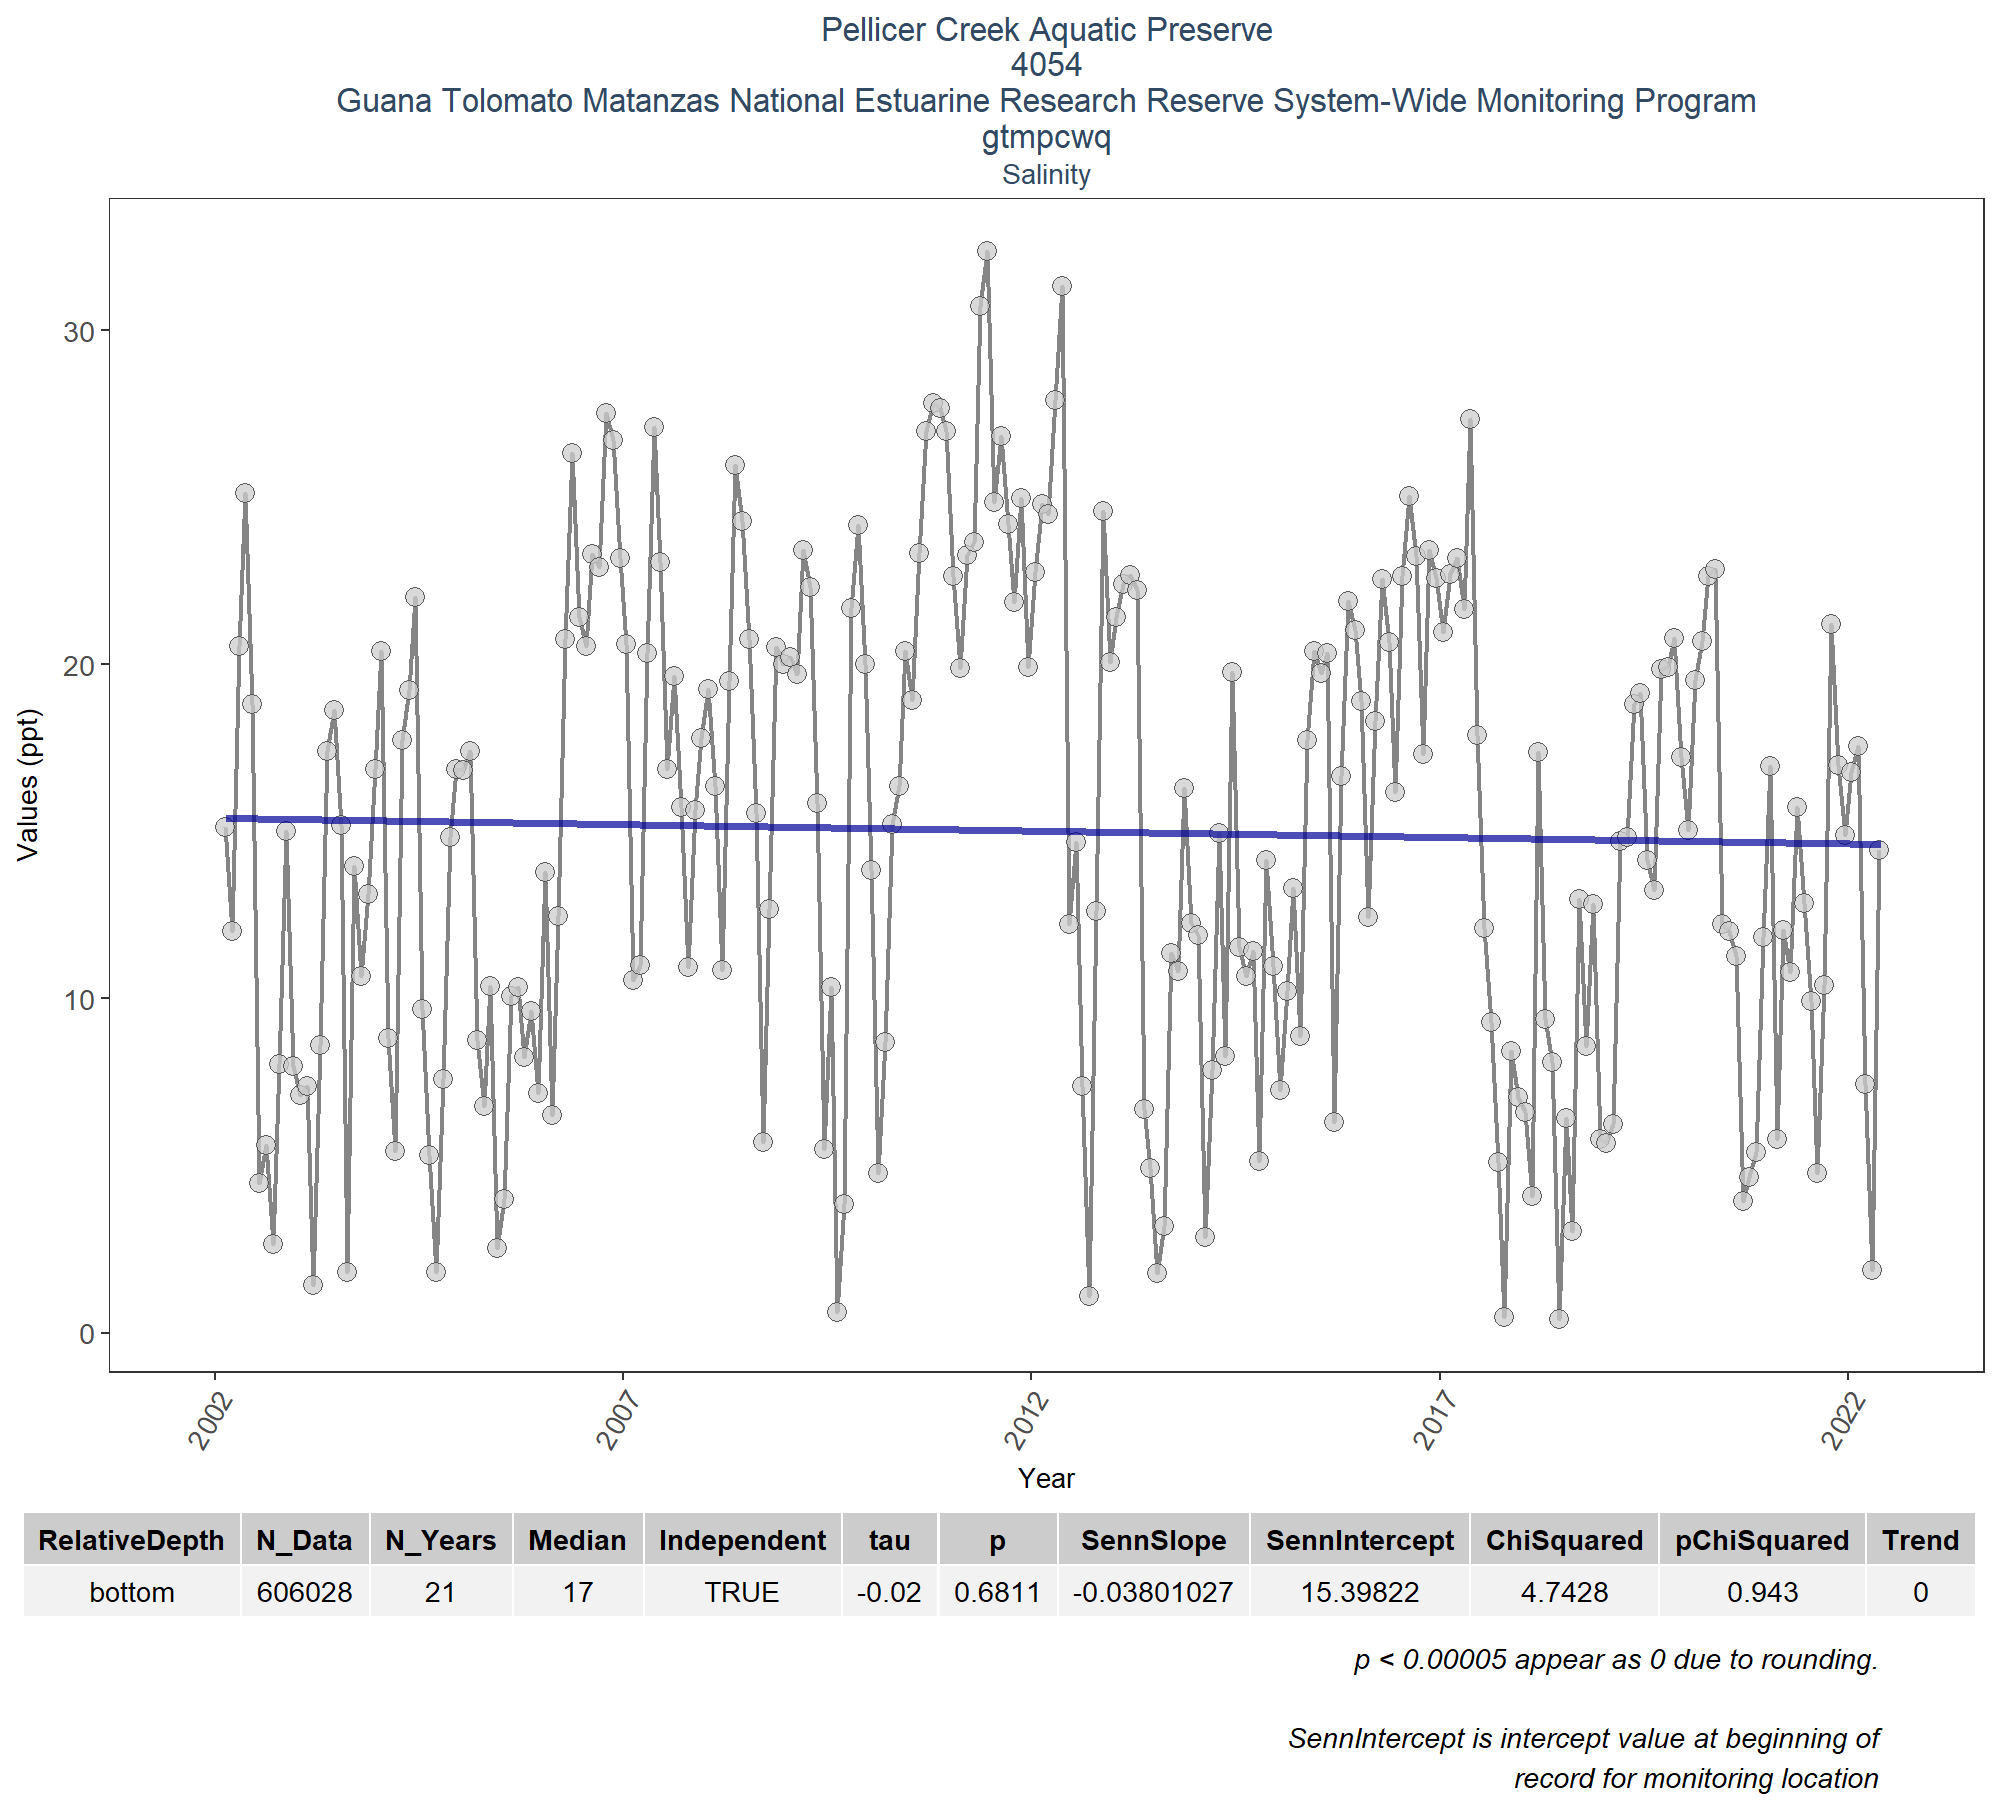 Pellicer Creek Aquatic Preserve
4054
Guana Tolomato Matanzas National Estuarine Research Reserve System-Wide Monitoring Program
gtmpcwq
Salinity
Values (ppt)
30
20
10
0
2002 2007 2012 2017 2022
Year
RelativeDepth N_Data N_Years Median Independent tau p SennSlope SennIntercept ChiSquared pChiSquared Trend
bottom 606028 21 17 TRUE -0.02 0.6811 -0.03801027 15.39822 4.7428 0.943 0
p < 0.00005 appear as 0 due to rounding.
SennIntercept is intercept value at beginning of
record for monitoring location